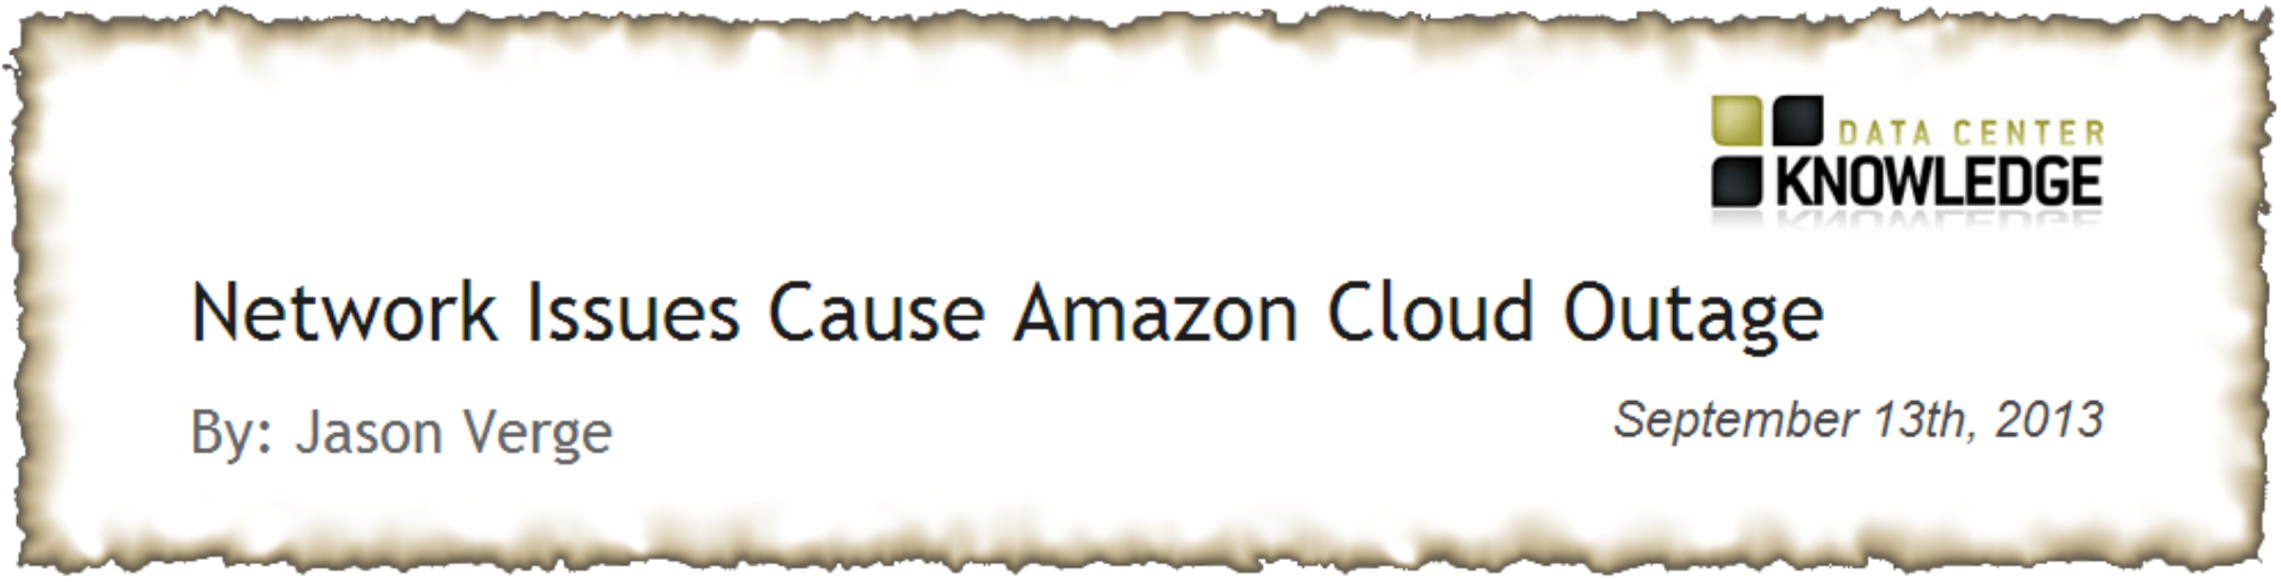 DATA CENTER
KNOWLEDGE
Network Issues Cause Amazon Cloud Outage
By: Jason Verge
September 13th, 2013